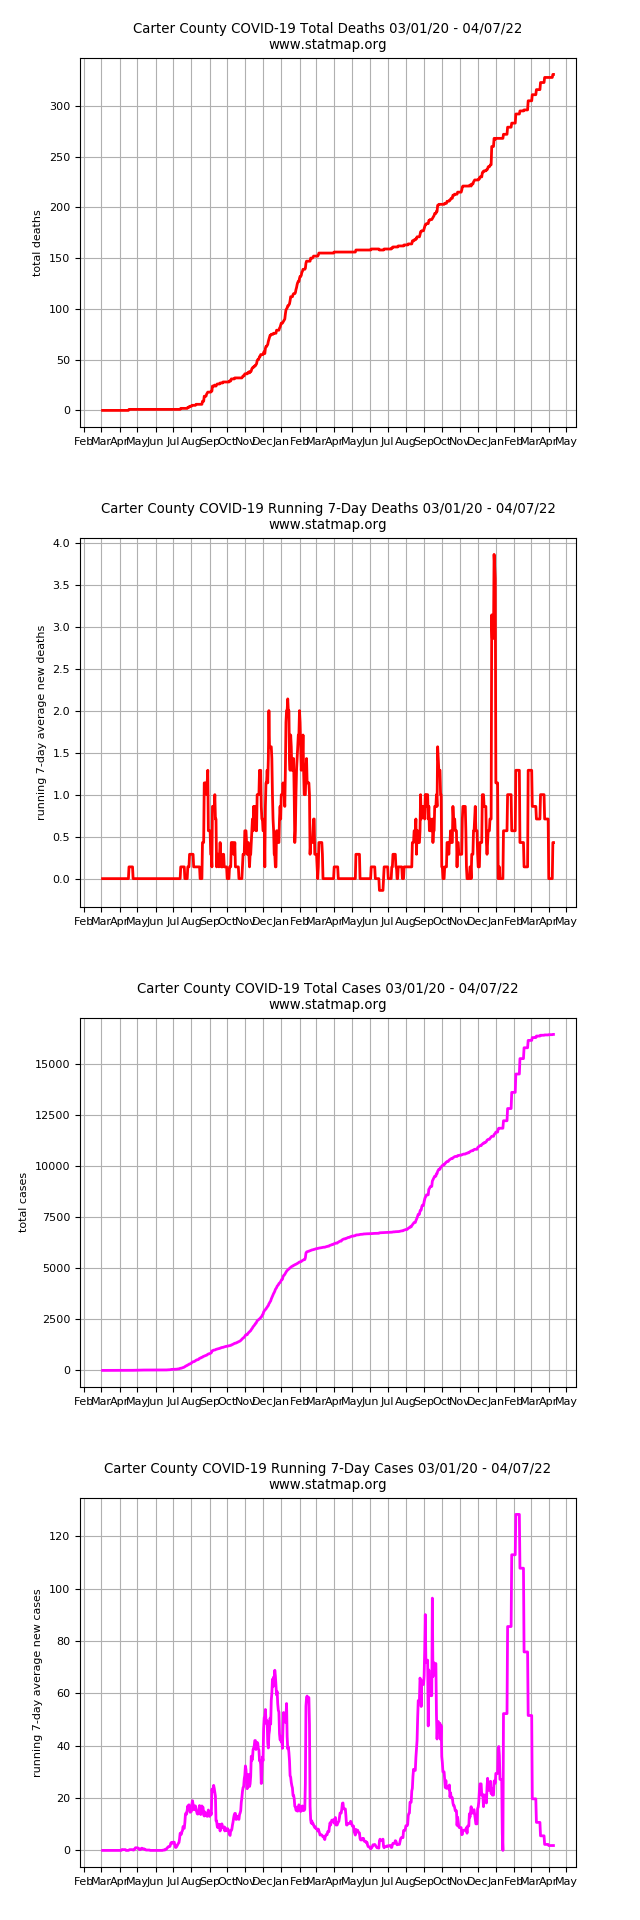 Carter County COVID-19 Total Deaths 03/01/20 - 04/07/22
www.statmap.org
300
250
200
150
100
50
0
total deaths
Feb Mar Apr May Jun Jul Aug Sep Oct Nov Dec Jan Feb Mar Apr May Jun Jul Aug Sep Oct Nov Dec Jan Feb Mar Apr May
Carter County COVID-19 Running 7-Day Deaths 03/01/20 - 04/07/22
www.statmap.org
4.0
3.5
3.0
2.5
2.0
1.5
1.0
0.5
0.0
running 7-day average new deaths
Feb Mar Apr May Jun Jul Aug Sep Oct Nov Dec Jan Feb Mar Apr May Jun Jul Aug Sep Oct Nov Dec Jan Feb Mar Apr May
Carter County COVID-19 Total Cases 03/01/20 - 04/07/22
www.statmap.org
15000
12500
10000
7500
5000
2500
0
total cases
Feb Mar Apr May Jun Jul Aug Sep Oct Nov Dec Jan Feb Mar Apr May Jun Jul Aug Sep Oct Nov Dec Jan Feb Mar Apr May
Carter County COVID-19 Running 7-Day Cases 03/01/20 - 04/07/22
www.statmap.org
120
100
80
60
40
20
0
running 7-day average new cases
Feb Mar Apr May Jun Jul Aug Sep Oct Nov Dec Jan Feb Mar Apr May Jun Jul Aug Sep Oct Nov Dec Jan Feb Mar Apr May